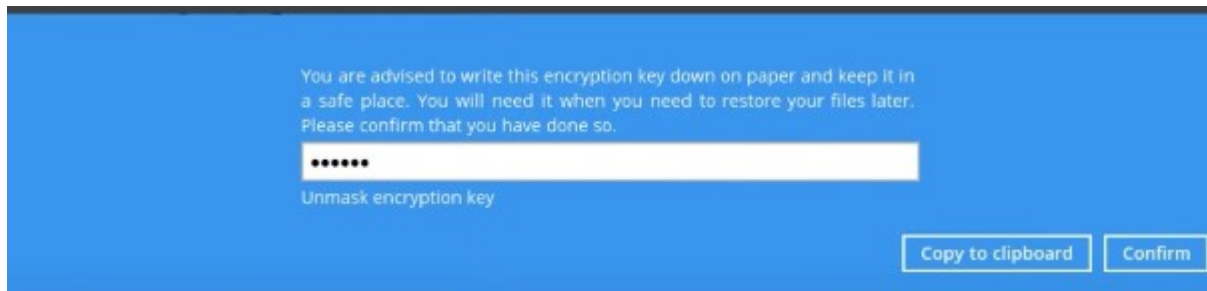 You are advised to write this encryption key down on paper and keep it in
a safe place. You will need it when you need to restore your files later.
Please confirm that you have done so.
••••••
Unmask encryption key
Copy to clipboard Confirm